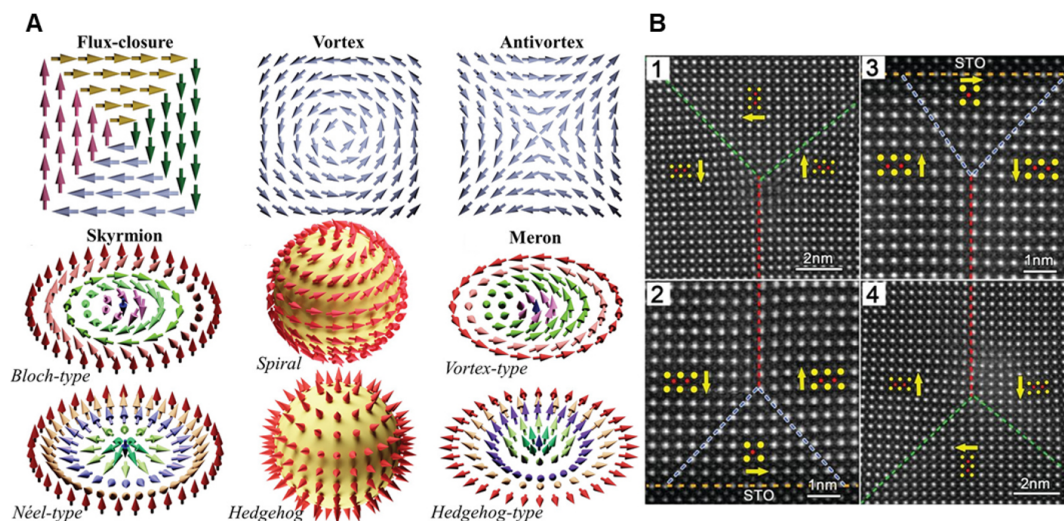 A
Flux-closure
Vortex
Antivortex
Skyrmion
Meron
Bloch-type
Spiral
Vortex-type
Néel-type
Hedgehog
Hedgehog-type
B
1
2nm
3
STO
1nm
2
STO
1nm
4
2nm